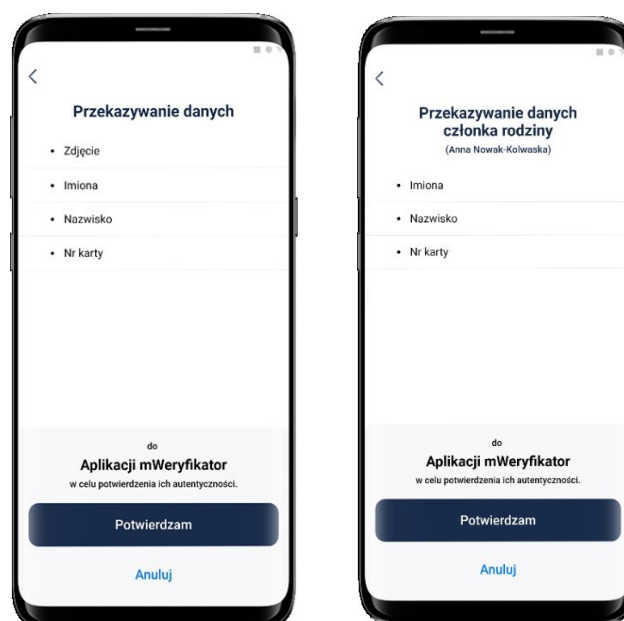 Przekazywanie danych
• Zdjęcie
• Imiona
• Nazwisko
• Nr karty
do
Aplikacji mWeryfikator
w celu potwierdzenia ich autentyczności.
Potwierdzam
Anuluj
Przekazywanie danych
członka rodziny
(Anna Nowak-Kolwaska)
• Imiona
• Nazwisko
• Nr karty
do
Aplikacji mWeryfikator
w celu potwierdzenia ich autentyczności.
Potwierdzam
Anuluj